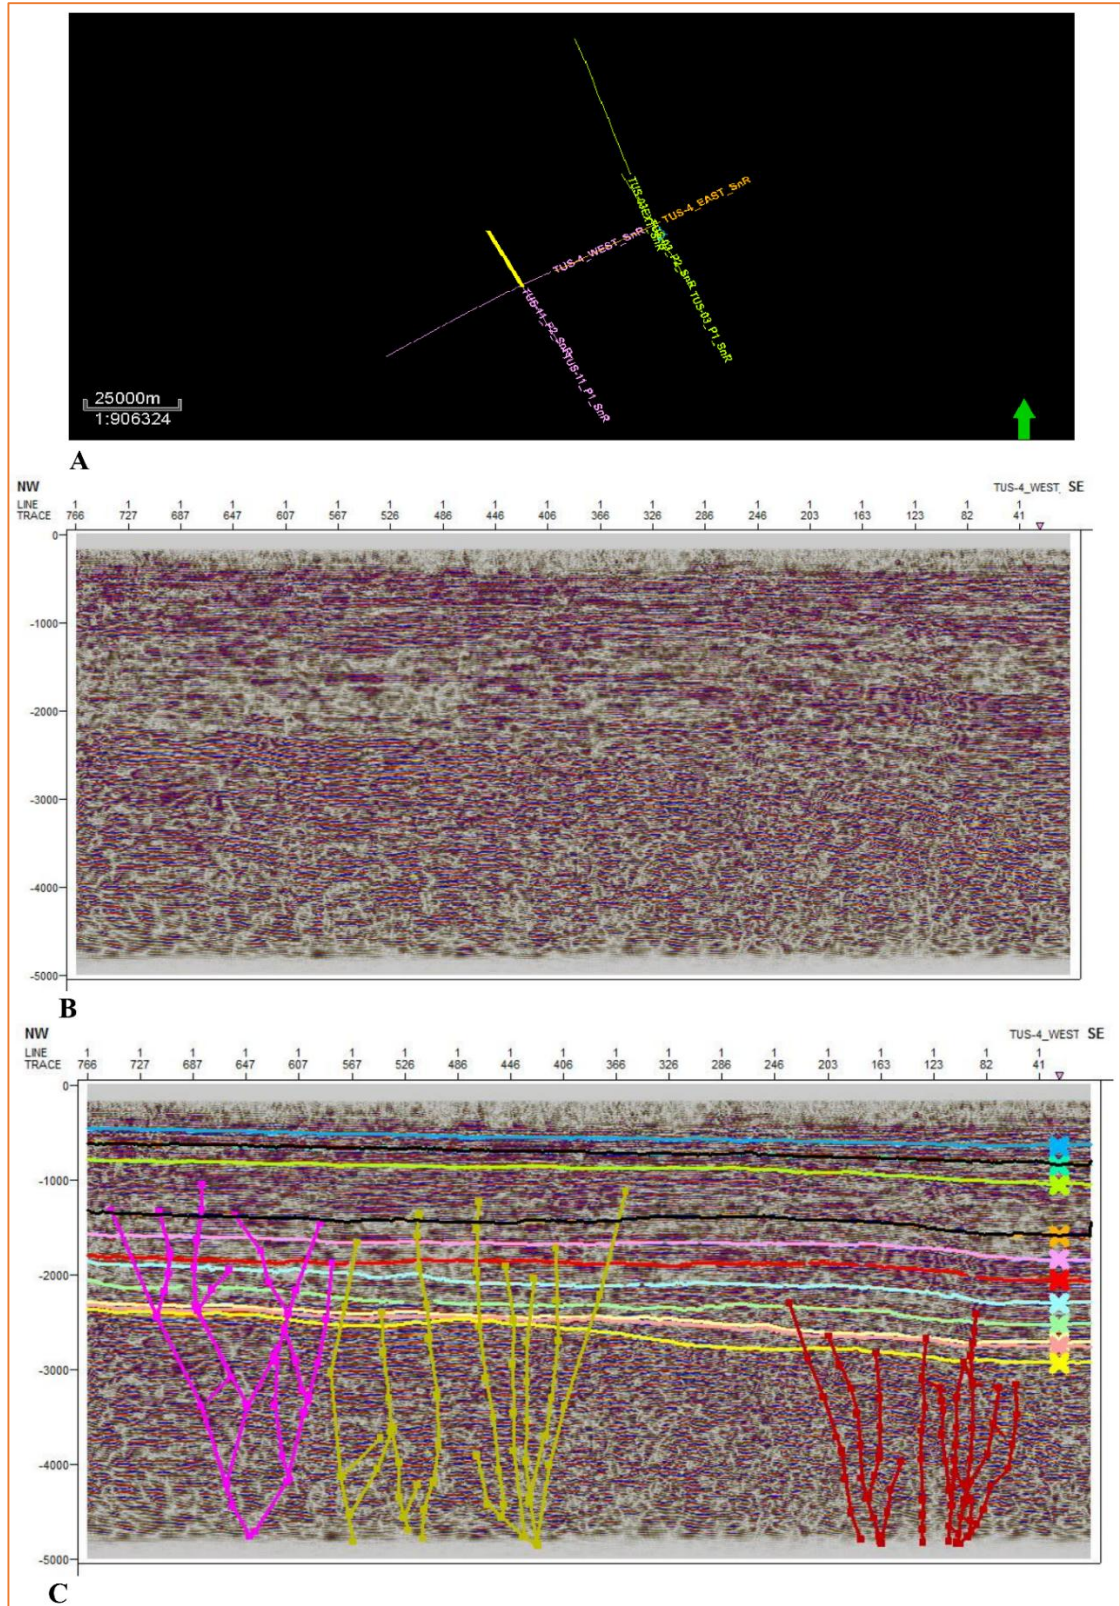 TUS-03EXT_SnR
TUS-03_P2_SnR
TUS-03_P1_SnR
TUS-4_EAST_SnR
TUS-4_WEST_SnR
TUS-11_P2_SnR
TUS-11_P1_SnR
25000m
1:906324
A
NW
TUS-4_WEST_ SE
LINE 1 1 1 1 1 1 1 1 1 1 1 1 1 1 1 1 1 1 1
TRACE 766 727 687 647 607 567 526 486 446 406 366 326 286 246 203 163 123 82 41
0
-1000
-2000
-3000
-4000
-5000
B
NW
TUS-4_WEST SE
LINE 1 1 1 1 1 1 1 1 1 1 1 1 1 1 1 1 1 1 1
TRACE 766 727 687 647 607 567 526 486 446 406 366 326 286 246 203 163 123 82 41
0
-1000
-2000
-3000
-4000
-5000
C